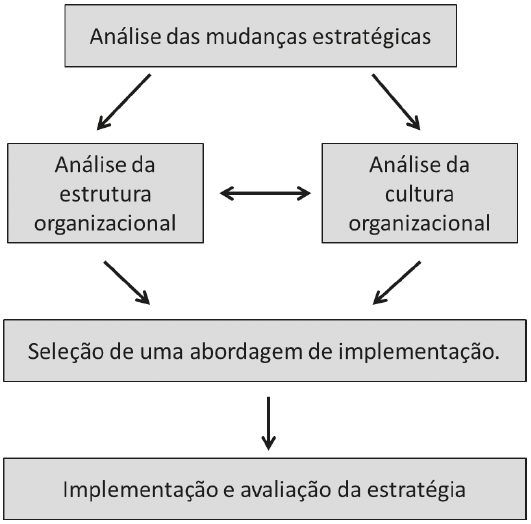 Análise das mudanças estratégicas
Análise da
estrutura
organizacional
Análise da
cultura
organizacional
Seleção de uma abordagem de implementação.
Implementação e avaliação da estratégia